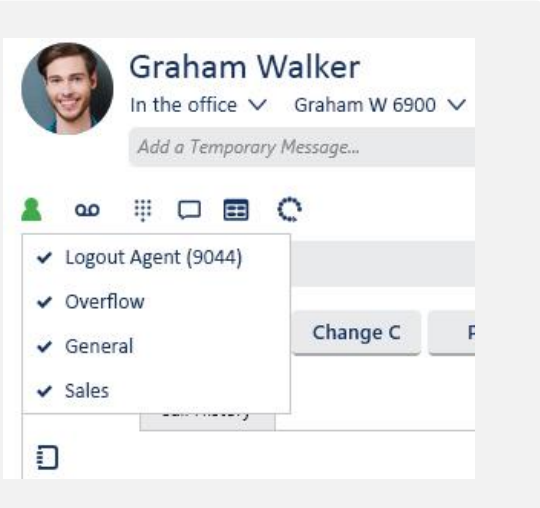 Graham Walker
In the office Graham W 6900
Add a Temporary Message...
Logout Agent (9044)
Overflow
General
Change C
Sales